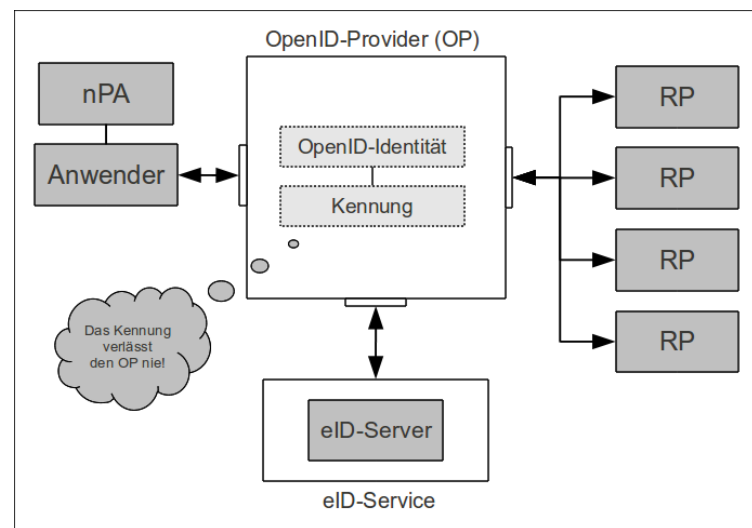 OpenID-Provider (OP)
nPA
Anwender
OpenID-Identität
Kennung
Das Kennung
verlässt
den OP nie!
RP
RP
RP
RP
eID-Server
eID-Service